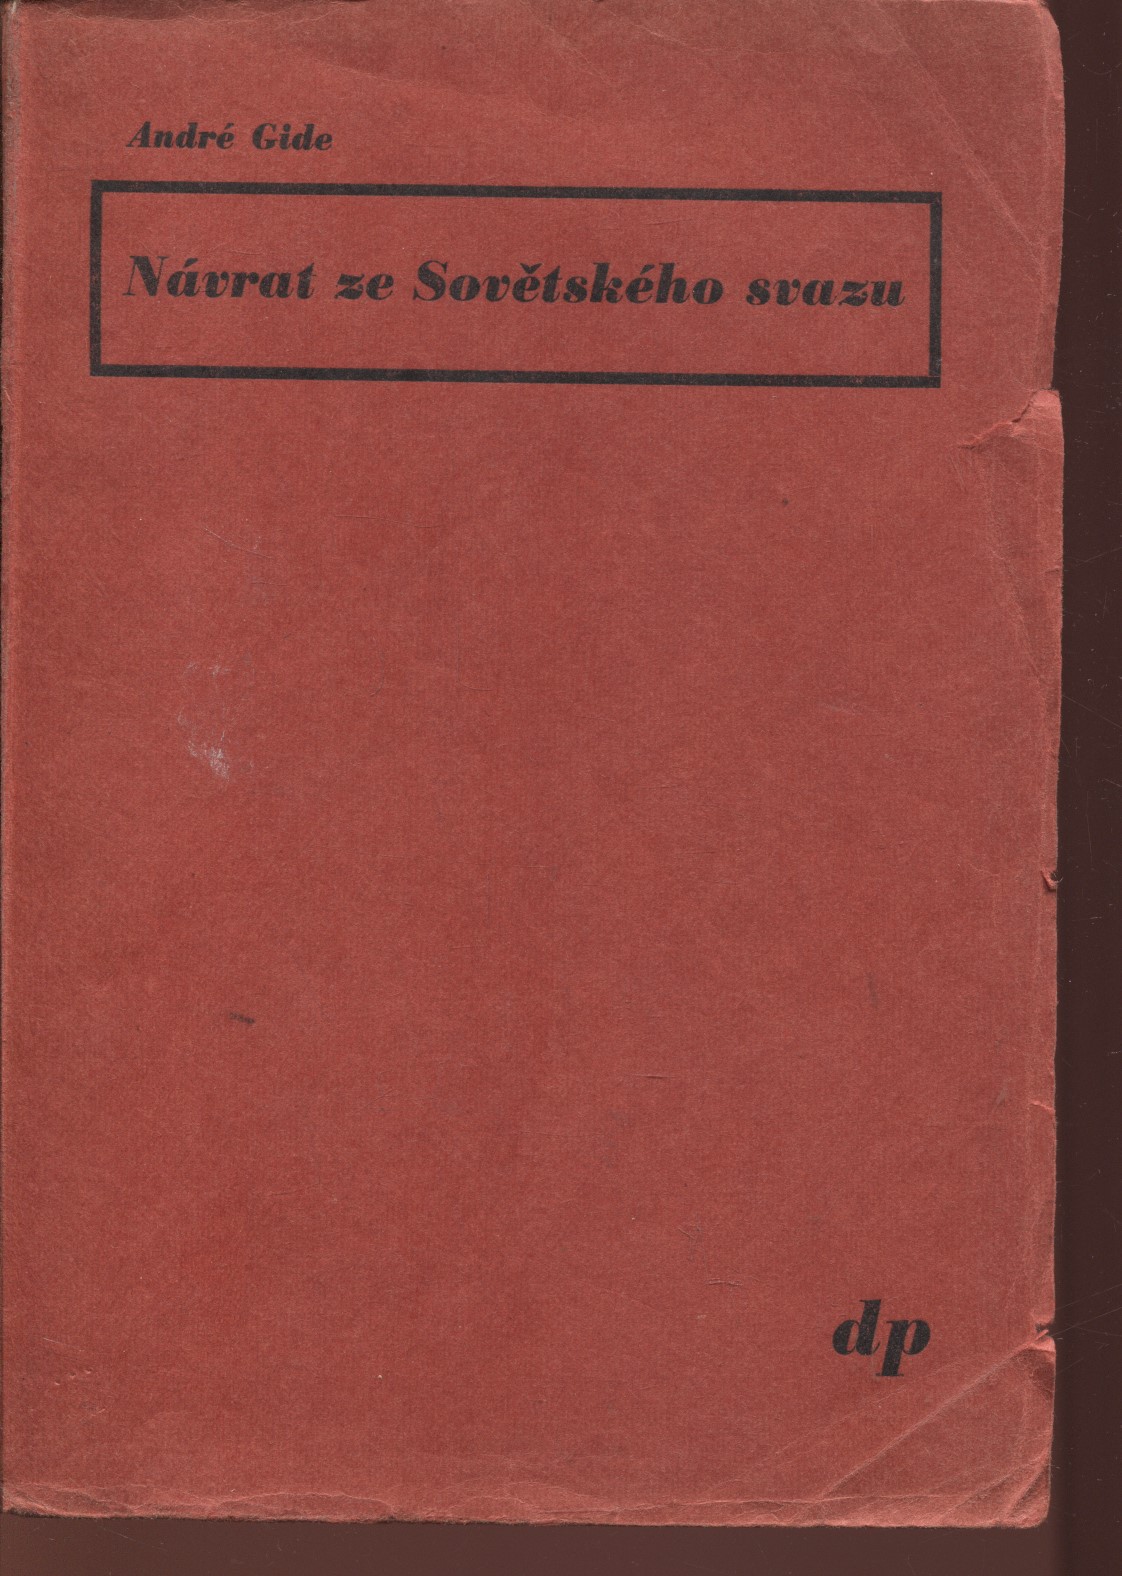 André Gide
Návrat ze Sovětského svazu
dp